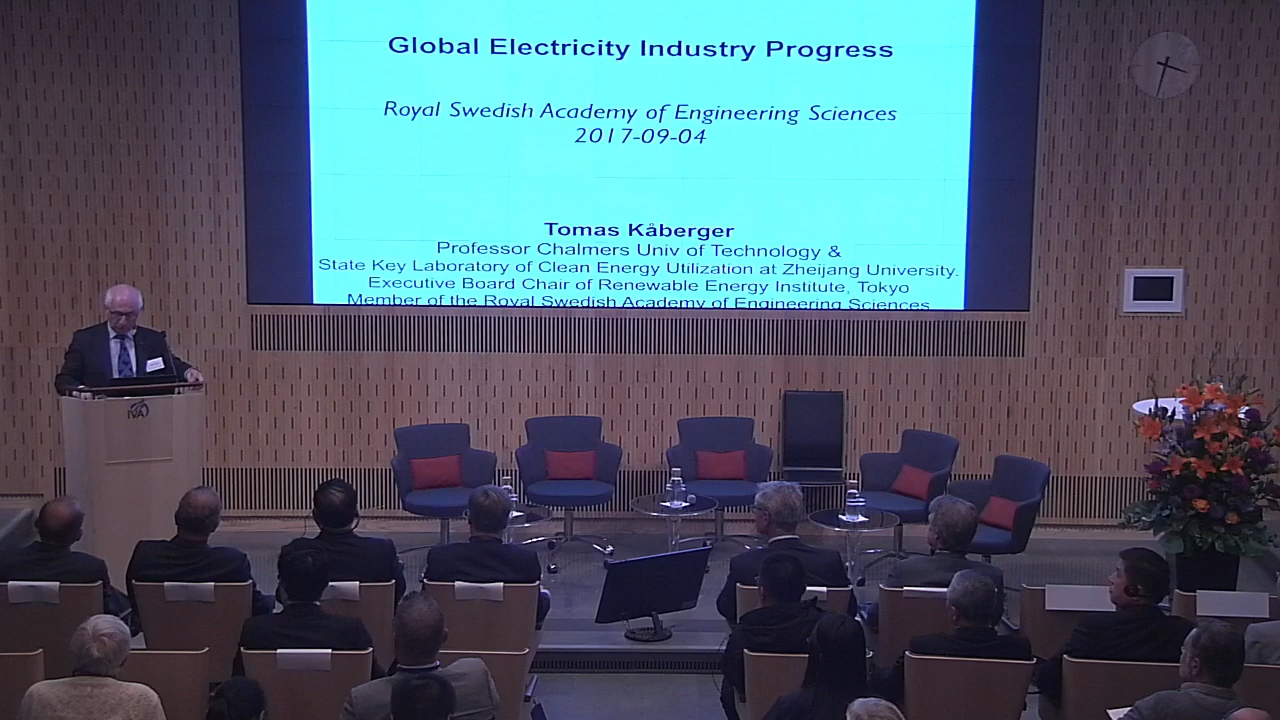 Global Electricity Industry Progress
Royal Swedish Academy of Engineering Sciences
2017-09-04
Tomas Kåberger
Professor Chalmers Univ of Technology &
State Key Laboratory of Clean Energy Utilization at Zheijang University.
Executive Board Chair of Renewable Energy Institute, Tokyo
Member of the Royal Swedish Academy of Engineering Sciences
IVA